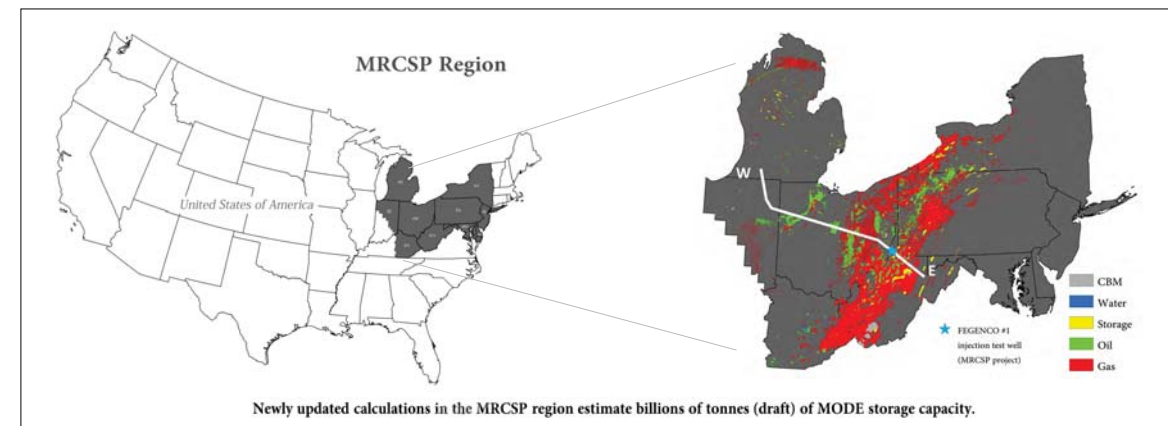 MRCSP Region
United States of America
W
E
CBM
Water
Storage
Oil
Gas
FEGENCO #1
injection test well
(MRCSP project)
Newly updated calculations in the MRCSP region estimate billions of tonnes (draft) of MODE storage capacity.